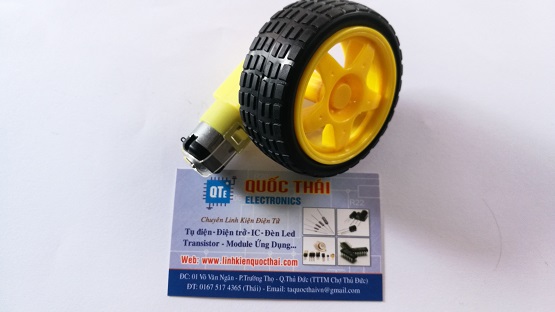 QTE
QUỐC THÁI
ELECTRONICS
Chuyên Linh Kiện Điện Tử
Tụ điện-Điện trở-IC-Đèn Led
Transistor - Module Ứng Dụng...
Web: www.linhkienquocthai.com
ĐC: 01 Võ Văn Ngân - P.Trường Thọ - Q.Thủ Đức (TTTM Chợ Thủ Đức)
ĐT: 0167 517 4365 (Thái) - Email: taquocthaivn@gmail.com